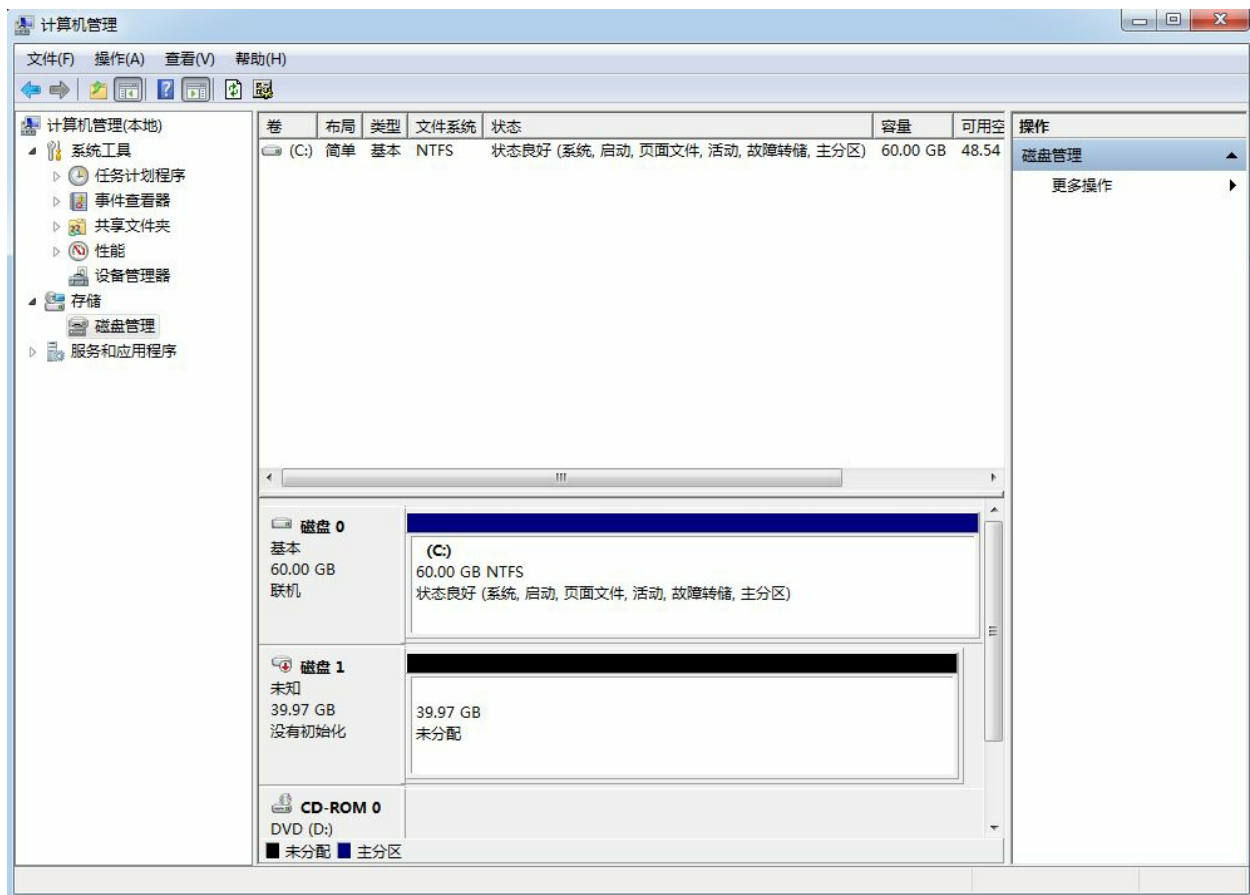 计算机管理
文件(F) 操作(A) 查看(V) 帮助(H)
计算机管理(本地)
系统工具
任务计划程序
事件查看器
共享文件夹
性能
设备管理器
存储
磁盘管理
服务和应用程序
卷 布局 类型 文件系统 状态 容量 可用空
(C:) 简单 基本 NTFS 状态良好 (系统, 启动, 页面文件, 活动, 故障转储, 主分区) 60.00 GB 48.54
磁盘 0
基本
60.00 GB
联机
(C:)
60.00 GB NTFS
状态良好 (系统, 启动, 页面文件, 活动, 故障转储, 主分区)
磁盘 1
未知
39.97 GB
没有初始化
39.97 GB
未分配
CD-ROM 0
DVD (D:)
未分配 主分区
操作
磁盘管理
更多操作